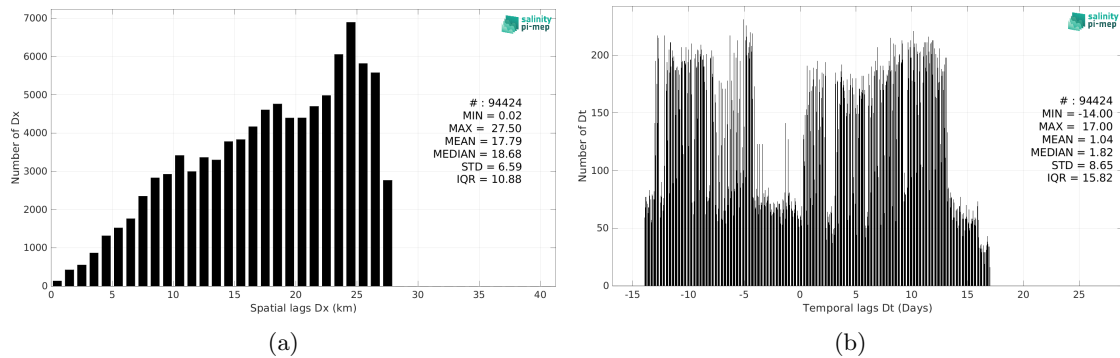 7000
6000
5000
4000
3000
2000
1000
0
Number of Dx
0 5 10 15 20 25 30 35 40
Spatial lags Dx (km)
salinity
pi-mep
# : 94424
MIN = 0.02
MAX = 27.50
MEAN = 17.79
MEDIAN = 18.68
STD = 6.59
IQR = 10.88
(a)
200
150
100
50
0
Number of Dt
-15 -10 -5 0 5 10 15 20 25
Temporal lags Dt (Days)
salinity
pi-mep
# : 94424
MIN = -14.00
MAX = 17.00
MEAN = 1.04
MEDIAN = 1.82
STD = 8.65
IQR = 15.82
(b)